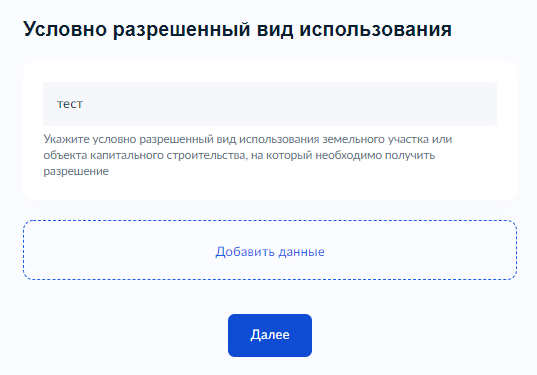 Условно разрешенный вид использования
тест
Укажите условно разрешенный вид использования земельного участка или
объекта капитального строительства, на который необходимо получить
разрешение
Добавить данные
Далее